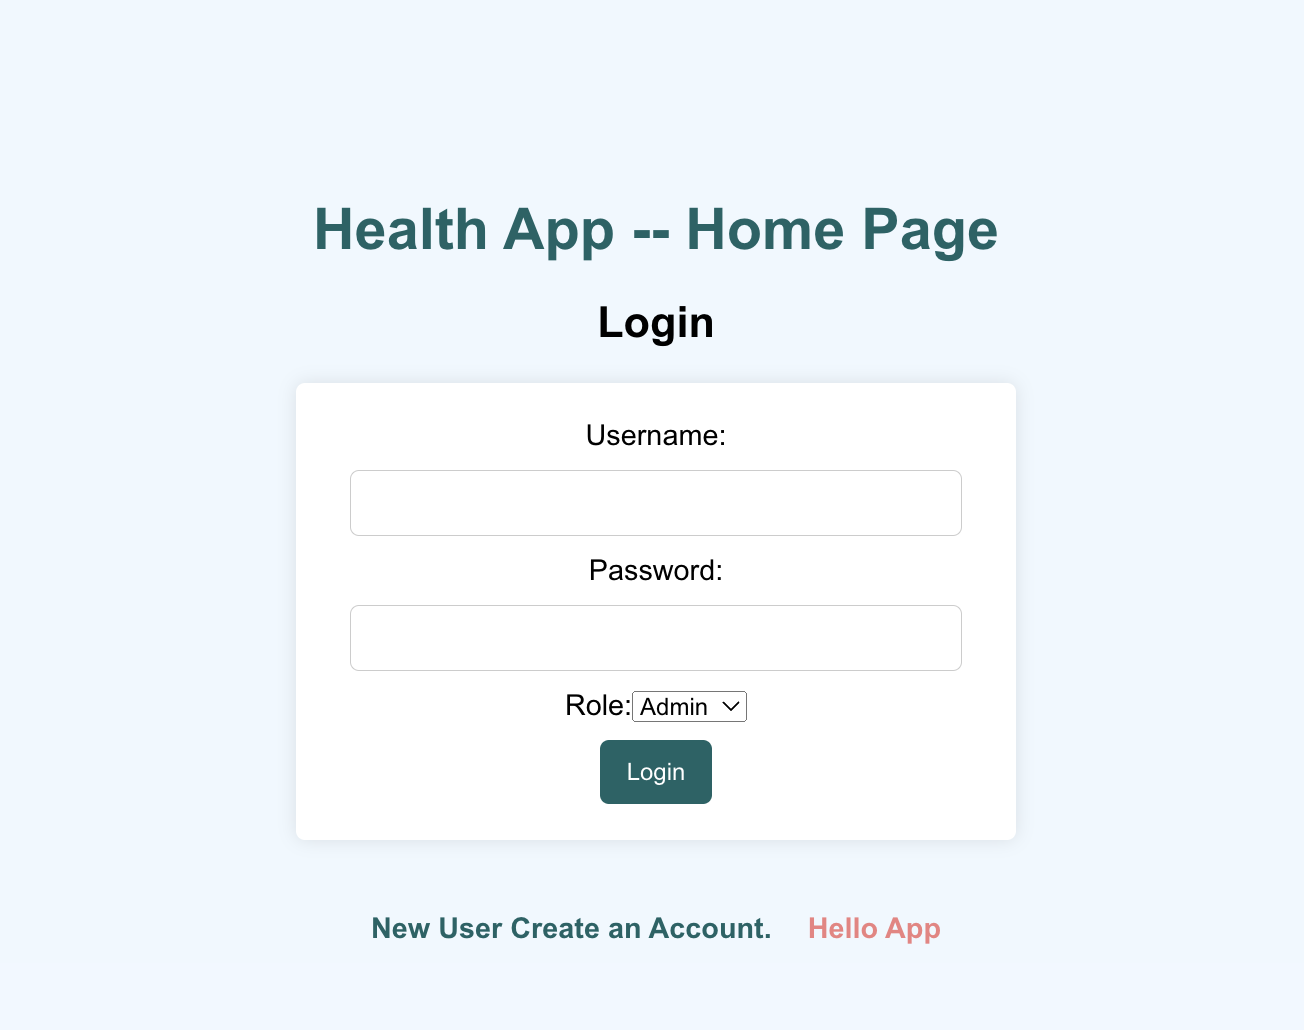 Health App -- Home Page
Login
Username:
Password:
Role: Admin
Login
New User Create an Account. Hello App